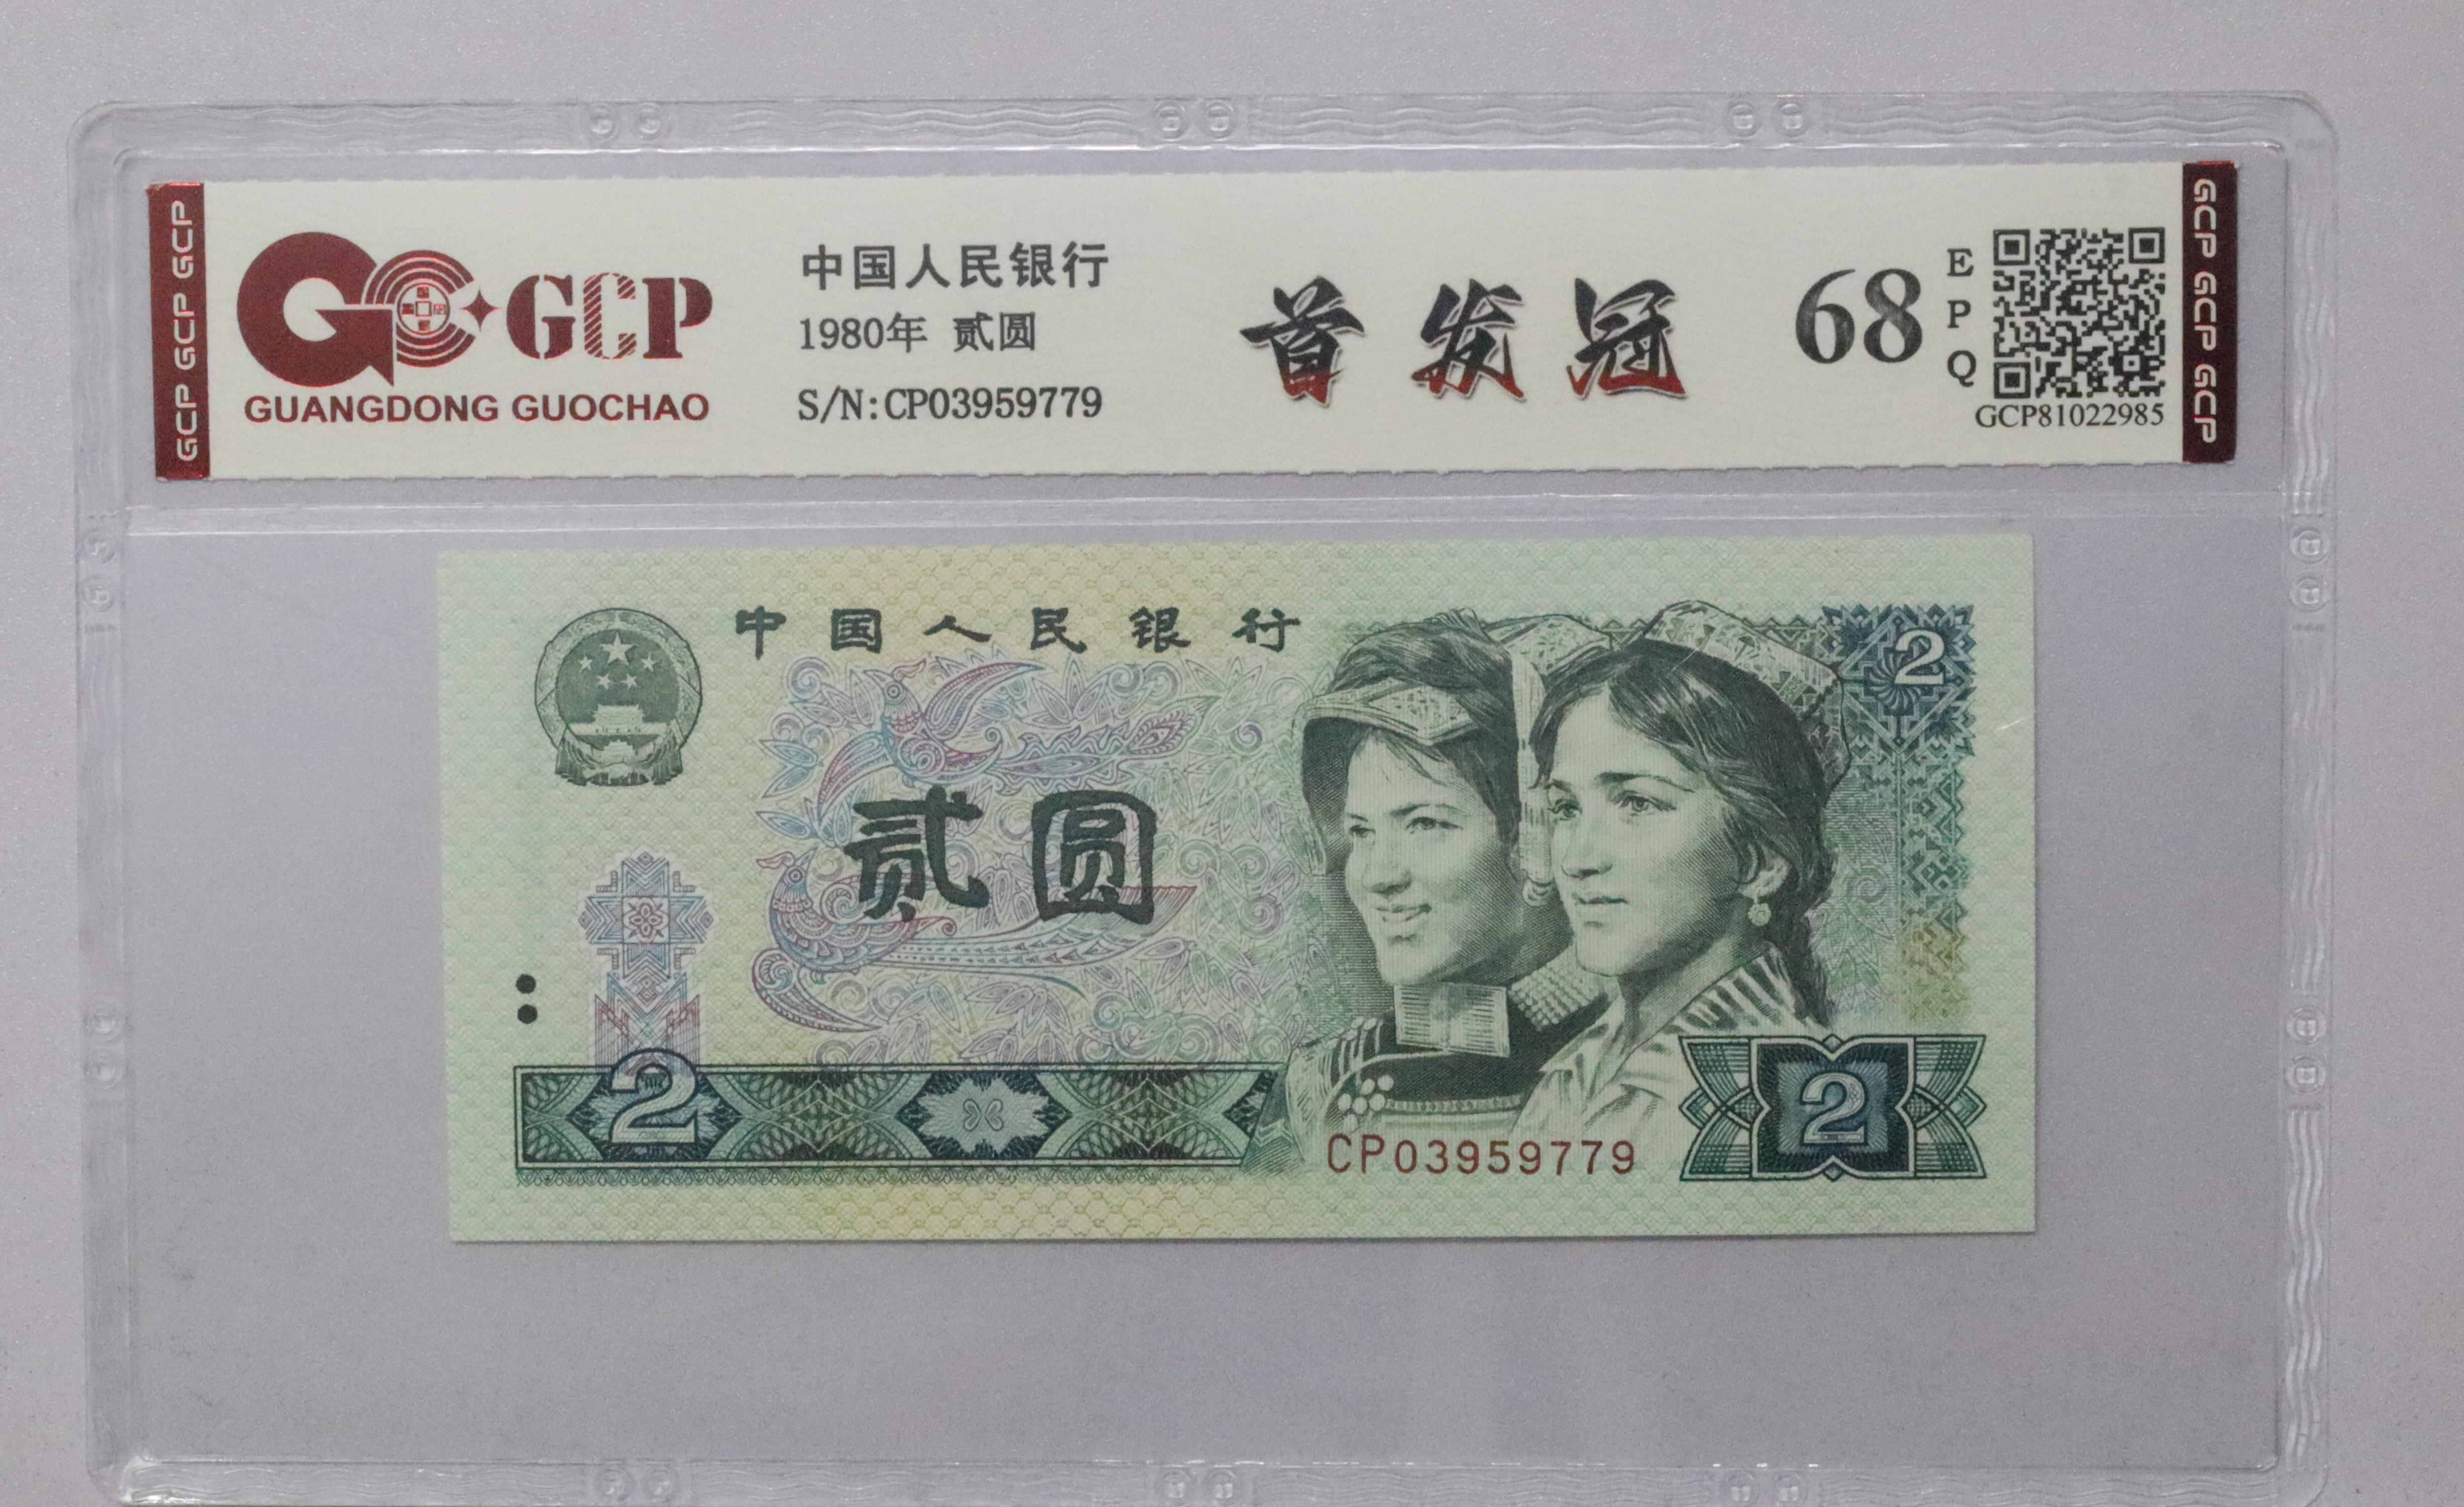 GCP GCP GCP
GCP
GUANGDONG GUOCHAO
中国人民银行
1980年 贰圆
S/N:CP03959779
首发冠
68
EPQ
GCP81022985
GCP GCP GCP
中国人民银行
2
贰圆
2
CP03959779
2